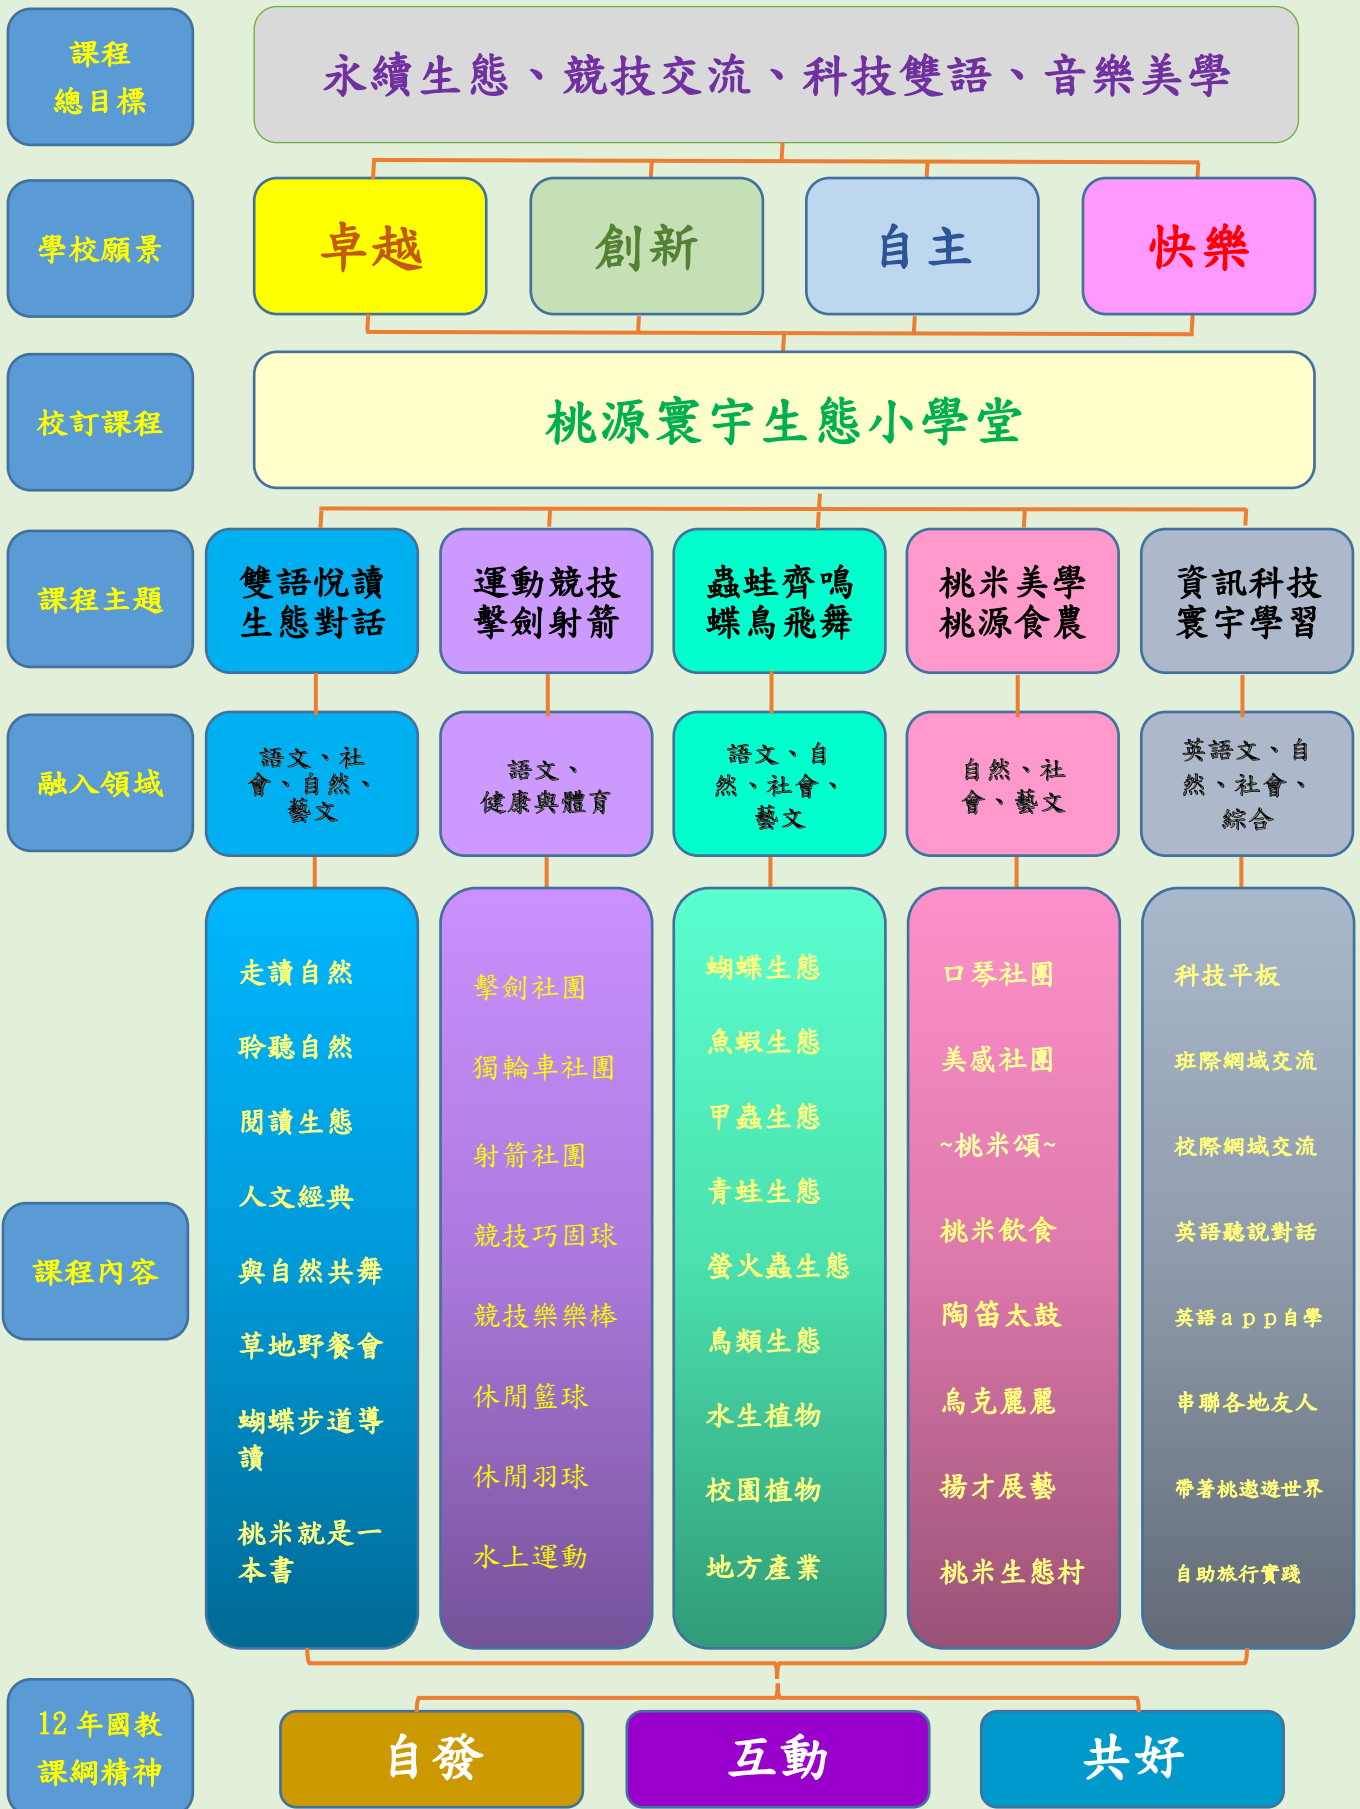 課程
總目標
永續生態、競技交流、科技雙語、音樂美學
學校願景
卓越
創新
自主
快樂
校訂課程
桃源寰宇生態小學堂
課程主題
雙語悅讀
生態對話
運動競技
擊劍射箭
蟲蛙齊鳴
蝶鳥飛舞
桃米美學
桃源食農
資訊科技
寰宇學習
融入領域
語文、社
會、自然、
藝文
語文、
健康與體育
語文、自
然、社會、
藝文
自然、社
會、藝文
英語文、自
然、社會、
綜合
課程內容
走讀自然
聆聽自然
閱讀生態
人文經典
與自然共舞
草地野餐會
蝴蝶步道導
讀
桃米就是一
本書
擊劍社團
獨輪車社團
射箭社團
競技巧固球
競技樂樂棒
休閒籃球
休閒羽球
水上運動
蝴蝶生態
魚蝦生態
甲蟲生態
青蛙生態
螢火蟲生態
鳥類生態
水生植物
校園植物
地方產業
口琴社團
美感社團
~桃米頌~
桃米飲食
陶笛太鼓
烏克麗麗
揚才展藝
桃米生態村
科技平板
班際網域交流
校際網域交流
英語聽說對話
英語ａｐｐ自學
串聯各地友人
帶著桃遨遊世界
自助旅行實踐
12 年國教
課綱精神
自發
互動
共好